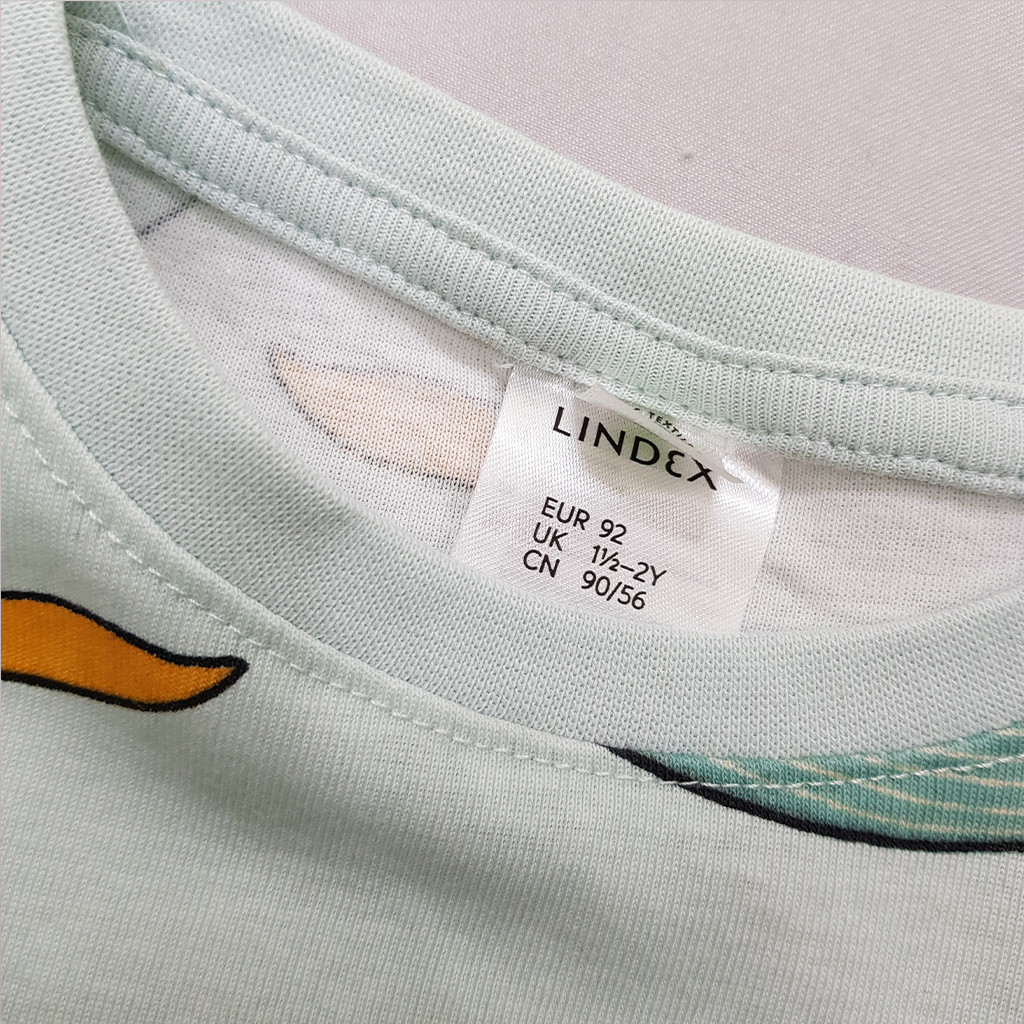 LINDEX
EUR 92
UK 1½–2Y
CN 90/56